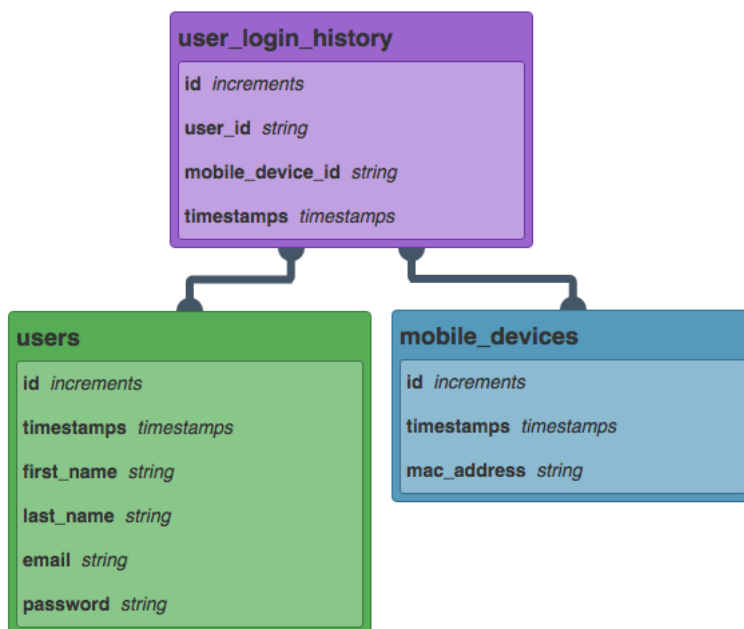 user_login_history
id increments
user_id string
mobile_device_id string
timestamps timestamps
users
id increments
timestamps timestamps
first_name string
last_name string
email string
password string
mobile_devices
id increments
timestamps timestamps
mac_address string